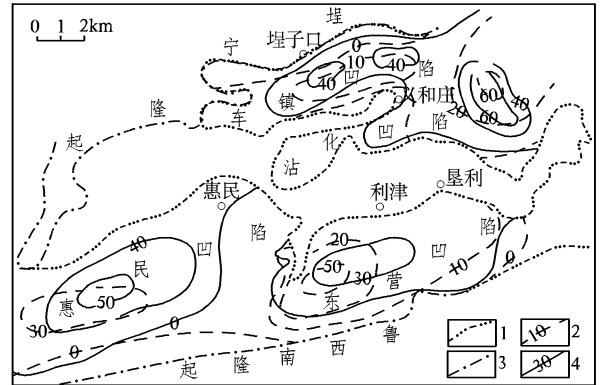 0 1 2km
埕
宁
埕子口
0
10
40
40
凹
陷
镇
义和庄
20
60
60
40
车
隆
起
化
凹
陷
沾
惠民
利津
垦利
陷
40
凹
20
凹
陷
民
50
30
营
10
0
惠
50
东
30
0
0
鲁
西
南
隆
起
1
10 2
3
30 4